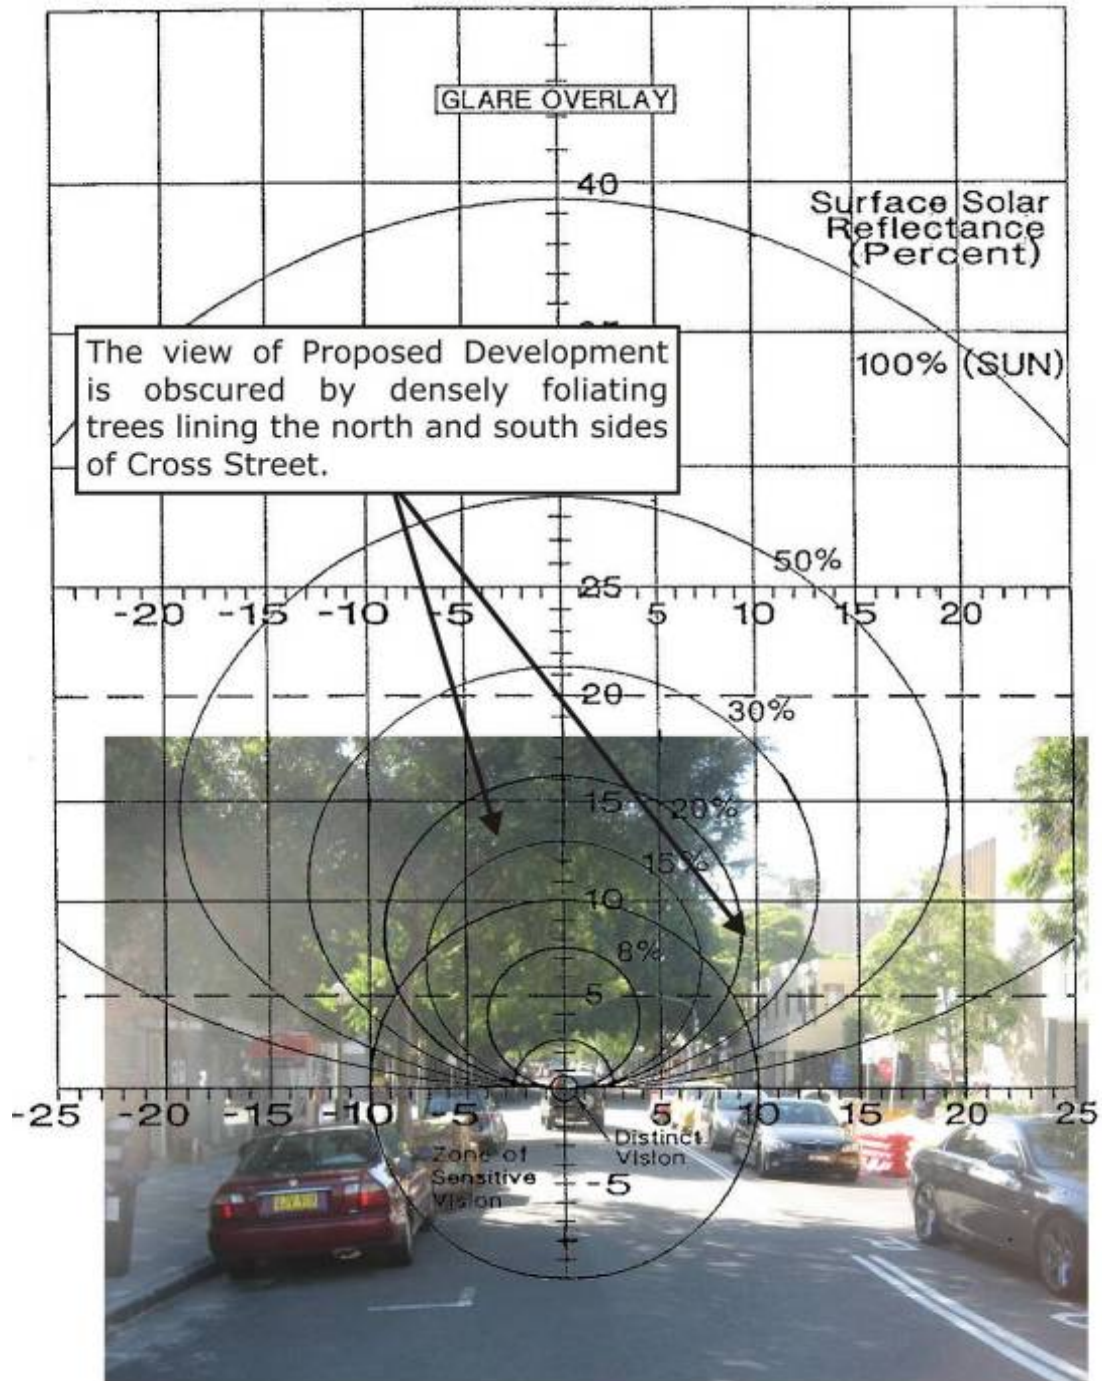 GLARE OVERLAY
40
Surface Solar
Reflectance
(Percent)
The view of Proposed Development
is obscured by densely foliating
trees lining the north and south sides
of Cross Street.
100% (SUN)
50%
25
-20 -15 -10 -5 5 10 15 20
20
30%
15
20%
15%
10
8%
5
-25 -20 -15 -10 -5 5 10 15 20 25
Distinct
Vision
Zone of
Sensitive
Vision
-5